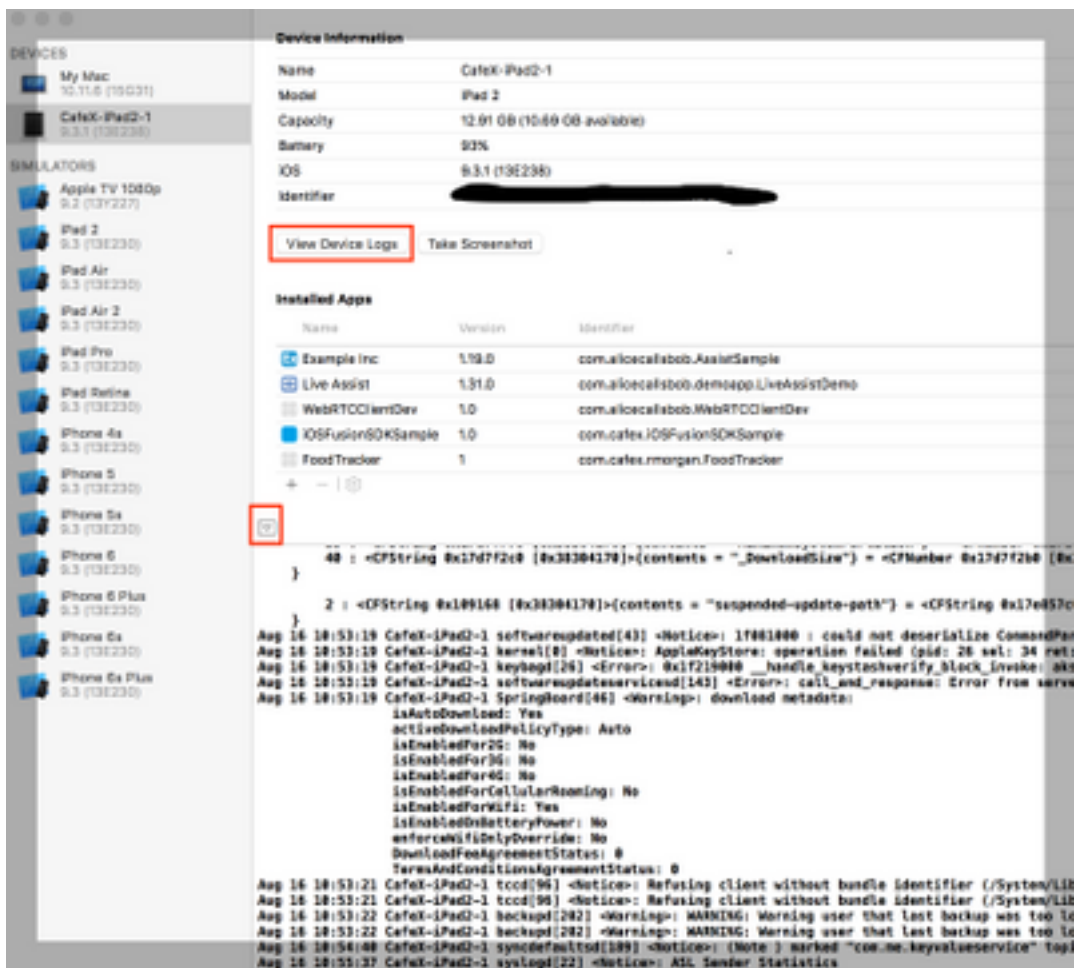 DEVICES
My Mac
10.11.6 (15G31)
CafeX-iPad2-1
9.3.1 (13E238)
SIMULATORS
Apple TV 1080p
9.2 (13Y227)
iPad 2
9.3 (13E230)
iPad Air
9.3 (13E230)
iPad Air 2
9.3 (13E230)
iPad Pro
9.3 (13E230)
iPad Retina
9.3 (13E230)
iPhone 4s
9.3 (13E230)
iPhone 5
9.3 (13E230)
iPhone 5s
9.3 (13E230)
iPhone 6
9.3 (13E230)
iPhone 6 Plus
9.3 (13E230)
iPhone 6s
9.3 (13E230)
iPhone 6s Plus
9.3 (13E230)
Device Information
Name CafeX-iPad2-1
Model iPad 2
Capacity 12.91 GB (10.69 GB available)
Battery 93%
iOS 9.3.1 (13E238)
Identifier
View Device Logs Take Screenshot
Installed Apps
Name Version Identifier
Example Inc 1.19.0 com.alicecallsbob.AssistSample
Live Assist 1.31.0 com.alicecallsbob.demoapp.LiveAssistDemo
WebRTCClientDev 1.0 com.alicecallsbob.WebRTCClientDev
iOSFusionSDKSample 1.0 com.cafex.iOSFusionSDKSample
FoodTracker 1 com.cafex.rmorgan.FoodTracker
40 : <CFString 0x17d7f2c0 [0x38304170]>{contents = "_DownloadSize"} = <CFNumber 0x17d7f2b0
}
2 : <CFString 0x109168 [0x38304170]>{contents = "suspended-update-path"} = <CFString
}
Aug 16 10:53:19 CafeX-iPad2-1 softwareupdated[43] <Notice>: 1f081000 : could not deserialize
Aug 16 10:53:19 CafeX-iPad2-1 kernel[0] <Notice>: AppleKeyStore: operation failed (pid: 26 sel: 34 ret:
Aug 16 10:53:19 CafeX-iPad2-1 keybagd[26] <Error>: 0x1f219000 __handle_keystashverify_block_invoke: aks
Aug 16 10:53:19 CafeX-iPad2-1 softwareupdateservicesd[143] <Error>: call_and_response: Error from
Aug 16 10:53:19 CafeX-iPad2-1 SpringBoard[46] <Warning>: download metadata:
isAutoDownload: Yes
activeDownloadPolicyType: Auto
isEnabledFor2G: No
isEnabledFor3G: No
isEnabledFor4G: No
isEnabledForCellularRoaming: No
isEnabledForWifi: Yes
isEnabledOnBatteryPower: No
enforceWifiOnlyOverride: No
DownloadFeeAgreementStatus: 0
TermsAndConditionsAgreementStatus: 0
Aug 16 10:53:21 CafeX-iPad2-1 tccd[96] <Notice>: Refusing client without bundle identifier (/System/Lib
Aug 16 10:53:21 CafeX-iPad2-1 tccd[96] <Notice>: Refusing client without bundle identifier (/System/Lib
Aug 16 10:53:22 CafeX-iPad2-1 backupd[202] <Warning>: WARNING: Warning user that last backup was too lo
Aug 16 10:53:22 CafeX-iPad2-1 backupd[202] <Warning>: WARNING: Warning user that last backup was too lo
Aug 16 10:54:40 CafeX-iPad2-1 syncdefaultsd[189] <Notice>: (Note ) marked "com.me.keyvalueservice" topi
Aug 16 10:55:37 CafeX-iPad2-1 syslogd[22] <Notice>: ASL Sender Statistics